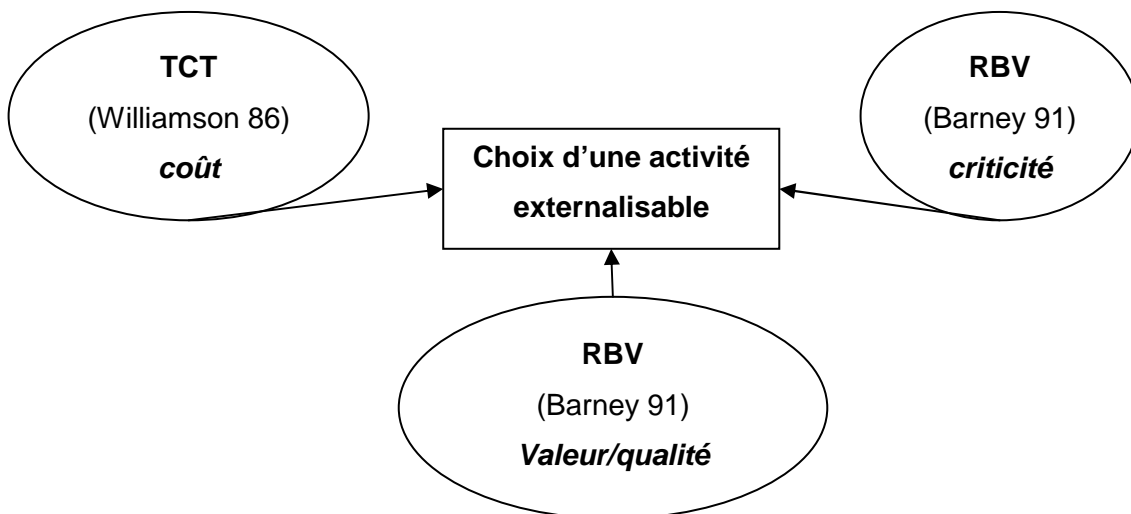 TCT
(Williamson 86)
coût
RBV
(Barney 91)
criticité
Choix d'une activité
externalisable
RBV
(Barney 91)
Valeur/qualité